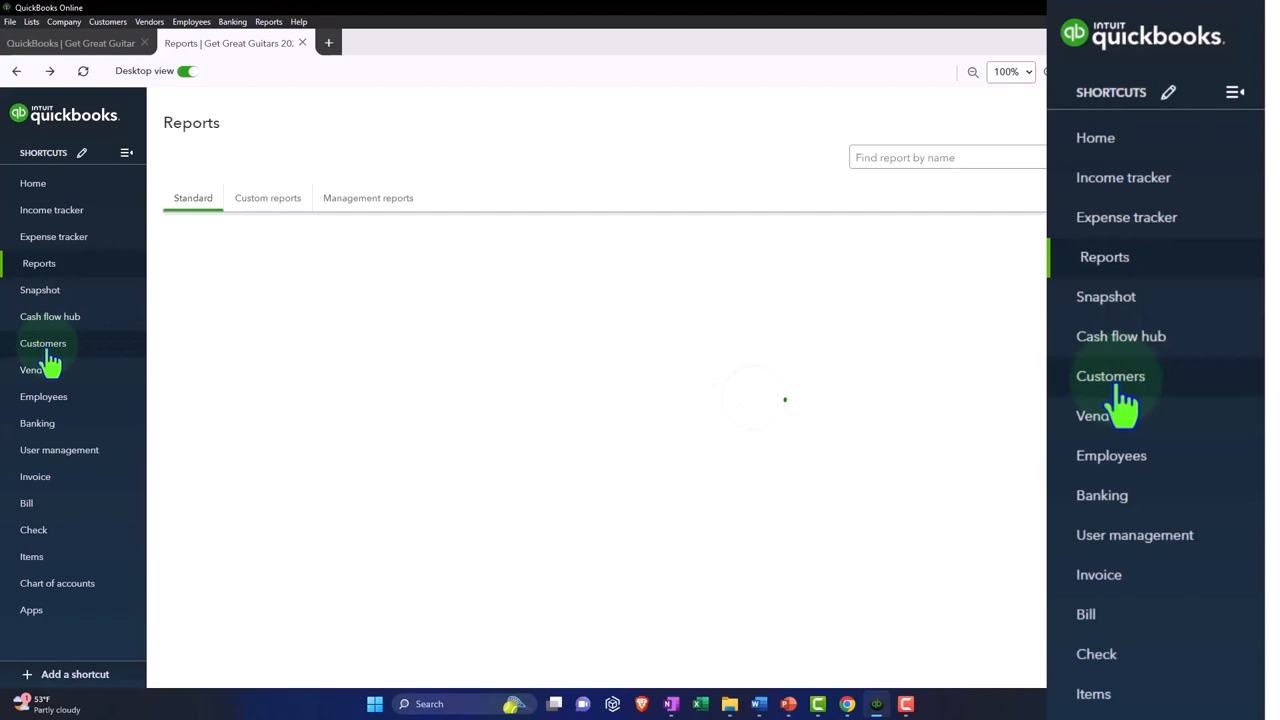 QuickBooks Online
File Lists Company Customers Vendors Employees Banking Reports Help
QuickBooks | Get Great Guitar
Reports | Get Great Guitars 202
Desktop view
100%
INTUIT
quickbooks.
SHORTCUTS
Home
Income tracker
Expense tracker
Reports
Snapshot
Cash flow hub
Customers
Employees
Banking
User management
Invoice
Bill
Check
Items
Chart of accounts
Apps
Add a shortcut
Reports
Find report by name
Standard
Custom reports
Management reports
INTUIT
quickbooks.
SHORTCUTS
Home
Income tracker
Expense tracker
Reports
Snapshot
Cash flow hub
Customers
Employees
Banking
User management
Invoice
Bill
Check
Items
1
53°F
Partly cloudy
Search